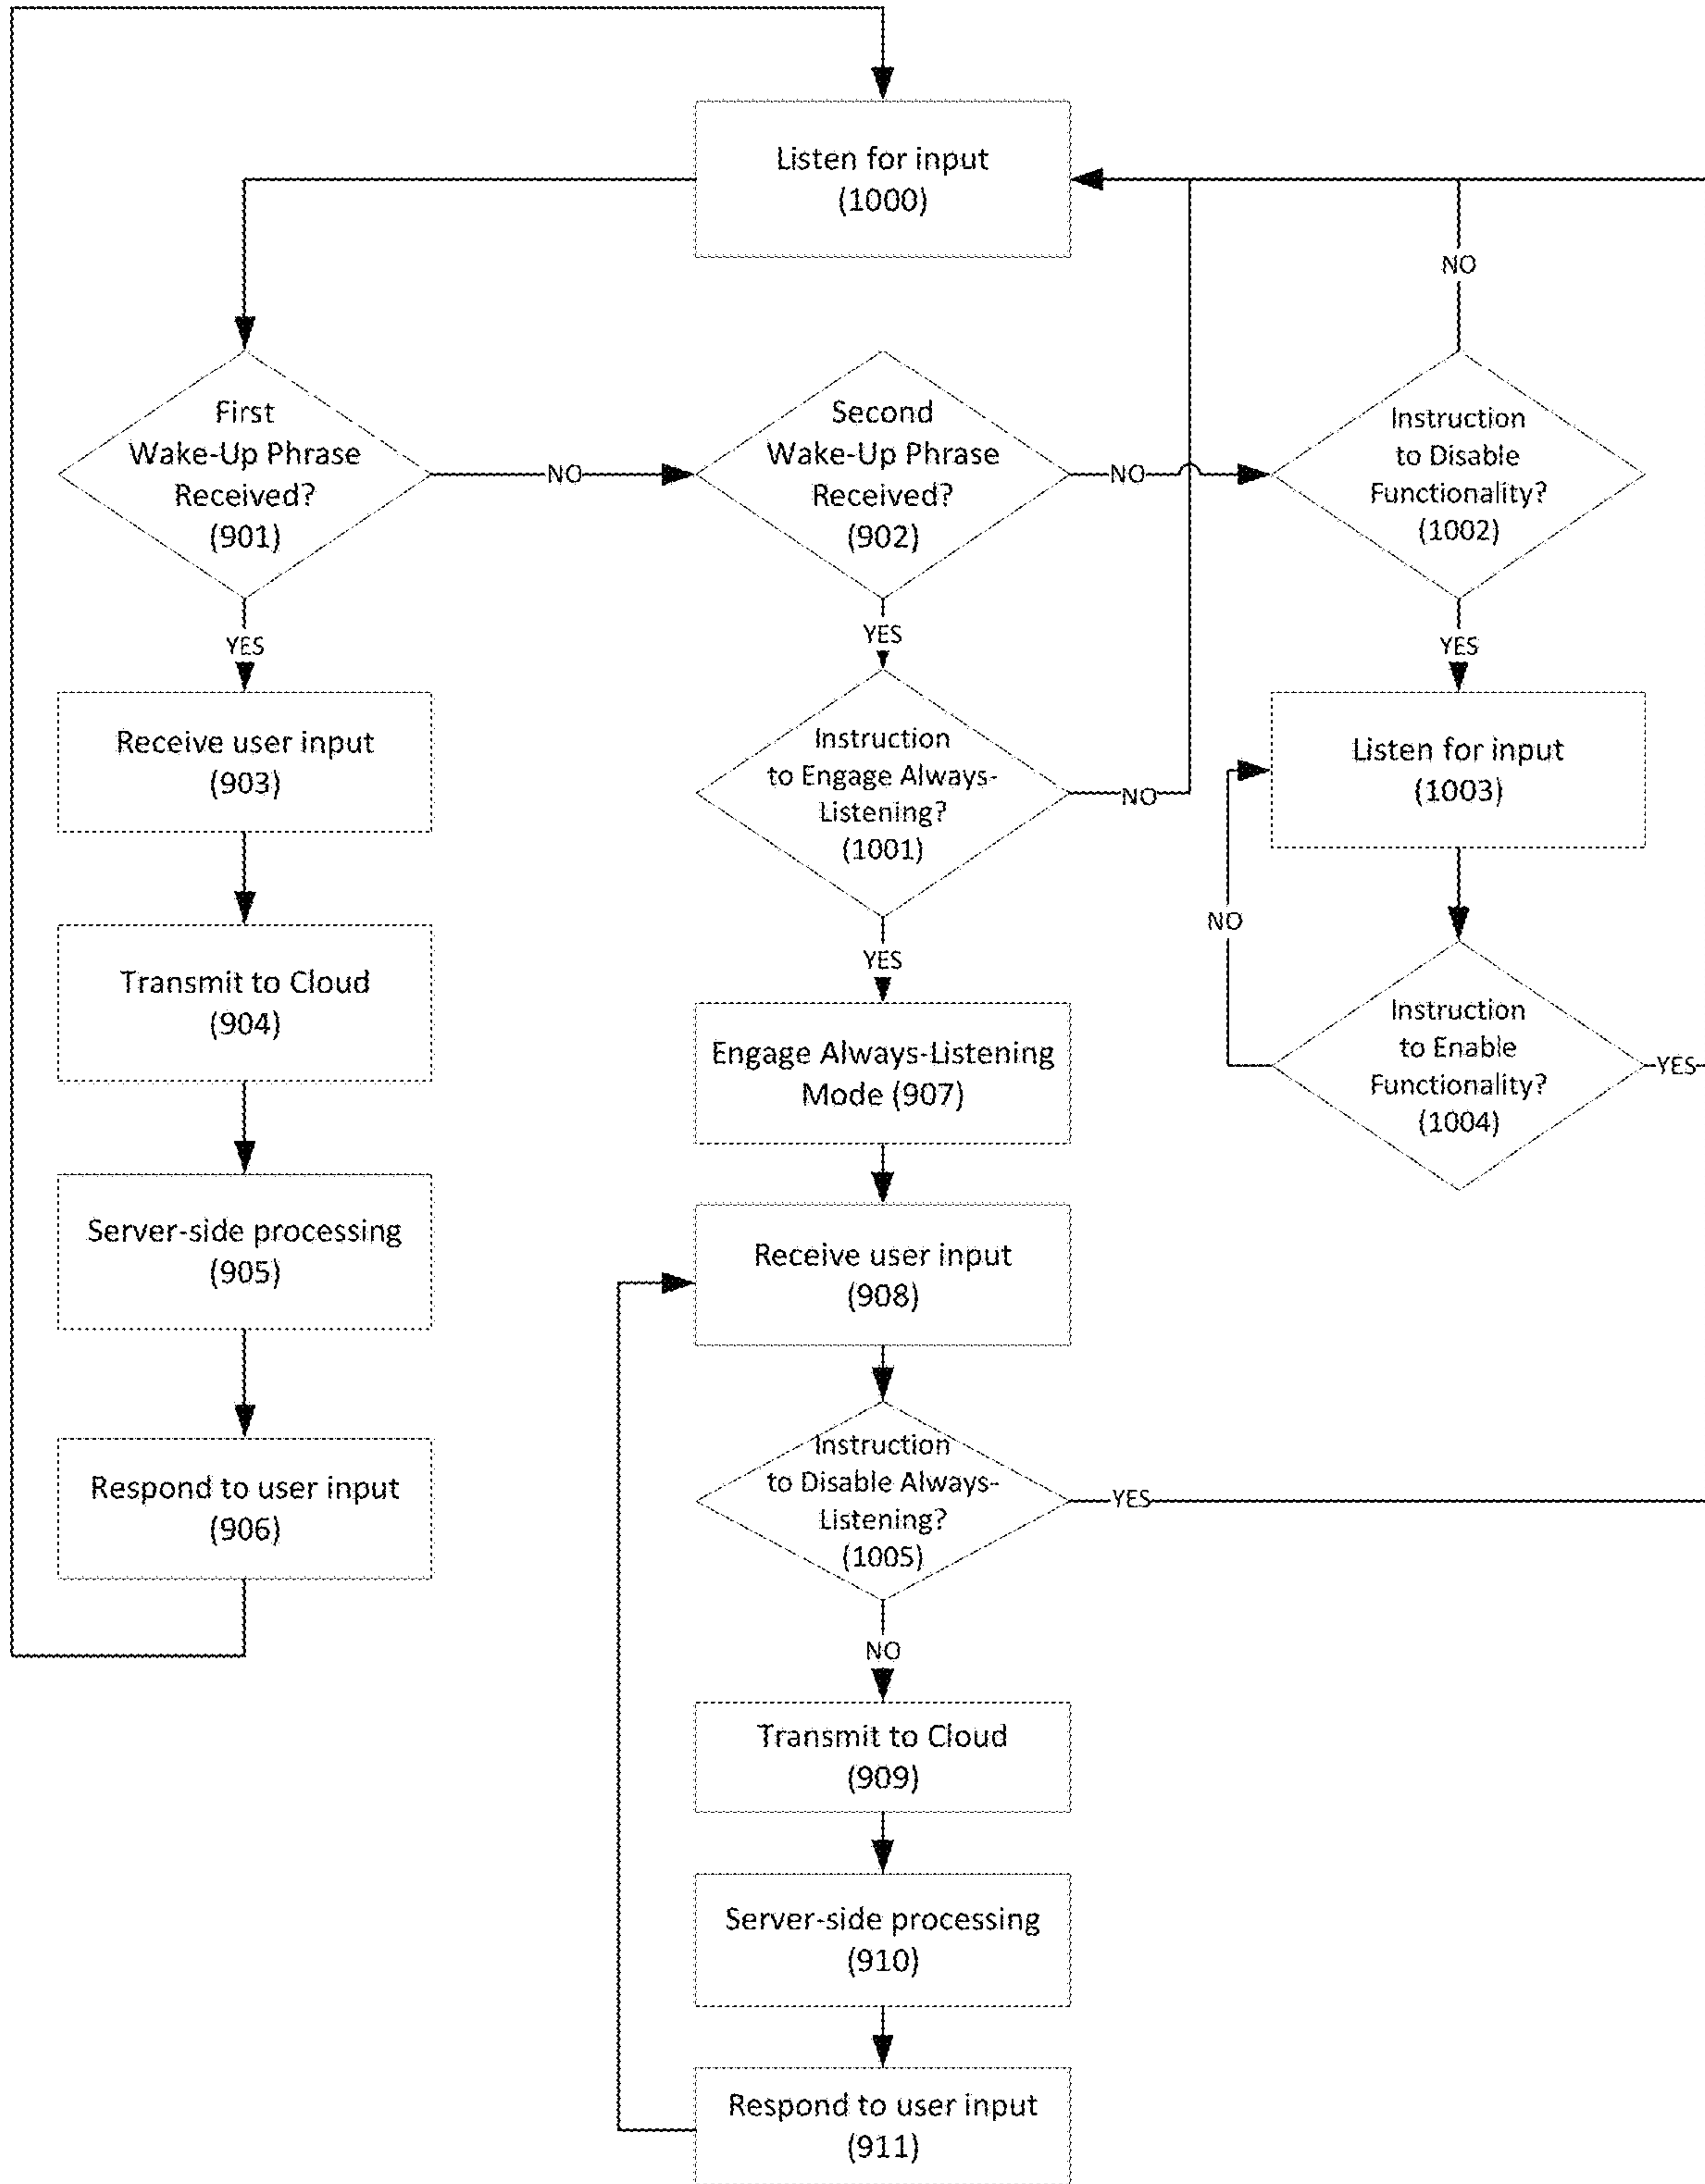 Listen for input
(1000)
NO
First
Wake-Up Phrase
Received?
(901)
NO
Second
Wake-Up Phrase
Received?
(902)
NO
Instruction
to Disable
Functionality?
(1002)
YES
YES
YES
Receive user input
(903)
Instruction
to Engage Always-
Listening?
(1001)
NO
Listen for input
(1003)
NO
YES
Transmit to Cloud
(904)
Engage Always-Listening
Mode (907)
Instruction
to Enable
Functionality?
(1004)
YES
Server-side processing
(905)
Receive user input
(908)
Respond to user input
(906)
Instruction
to Disable Always-
Listening?
(1005)
YES
NO
Transmit to Cloud
(909)
Server-side processing
(910)
Respond to user input
(911)